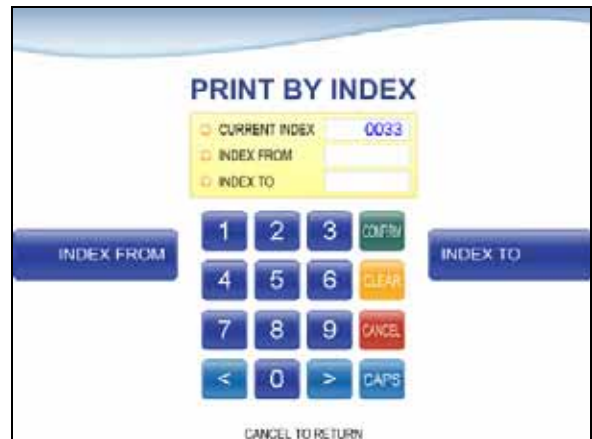 PRINT BY INDEX
CURRENT INDEX 0033
INDEX FROM
INDEX TO
1 2 3 CONFIRM
INDEX FROM
INDEX TO
4 5 6 CLEAR
7 8 9 CANCEL
< 0 > CAPS
CANCEL TO RETURN